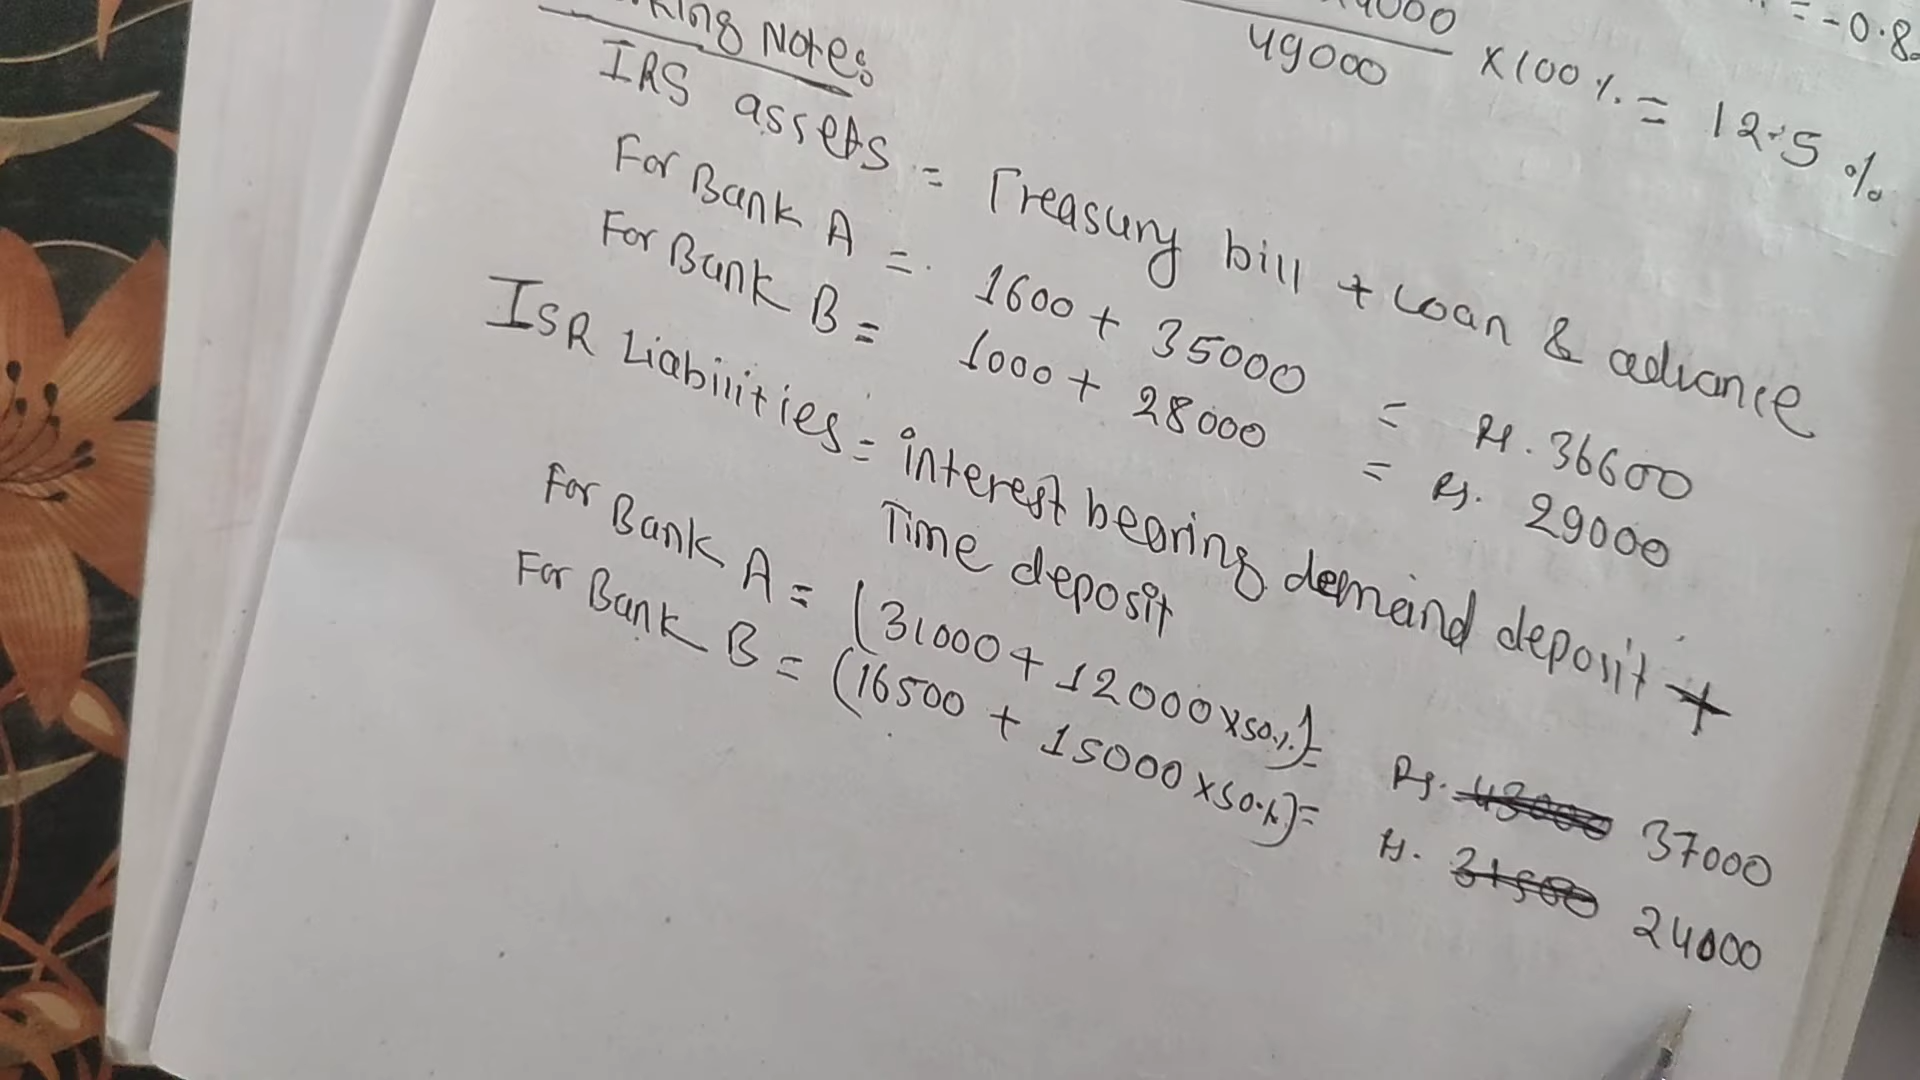 = -0.8
49000 × 100 %. = 12.5 %
king Notes
IRS assets = Treasury bill + Loan & advance
For Bank A = 1600 + 35000 = Rs. 36600
For Bank B = 1000 + 28000 = Rs. 29000
ISR Liabilities = interest bearing demand deposit +
Time deposit
For Bank A = (31000 + 12000 × 50%) = Rs. 43000 37000
For Bank B = (16500 + 15000 × 50%) = Rs. 31500 24000